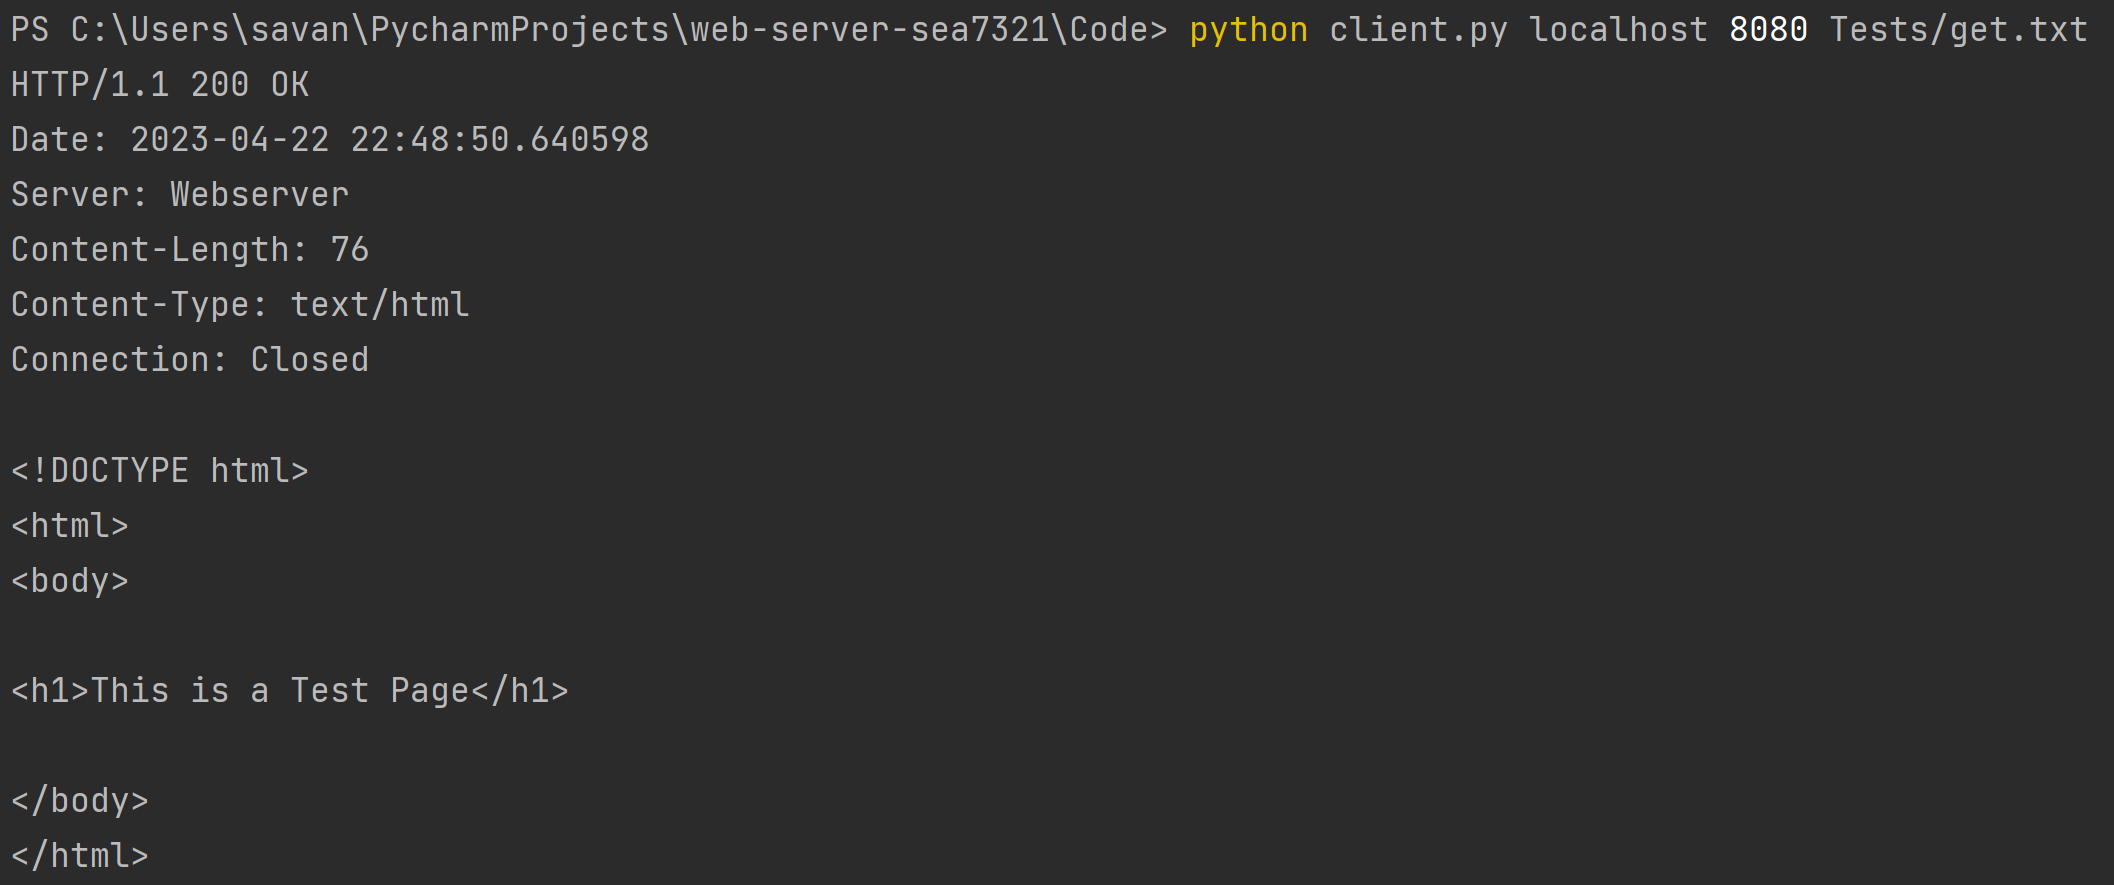 PS C:\Users\savan\PycharmProjects\web-server-sea7321\Code> python client.py localhost 8080 Tests/get.txt
HTTP/1.1 200 OK
Date: 2023-04-22 22:48:50.640598
Server: Webserver
Content-Length: 76
Content-Type: text/html
Connection: Closed
<!DOCTYPE html>
<html>
<body>
<h1>This is a Test Page</h1>
</body>
</html>